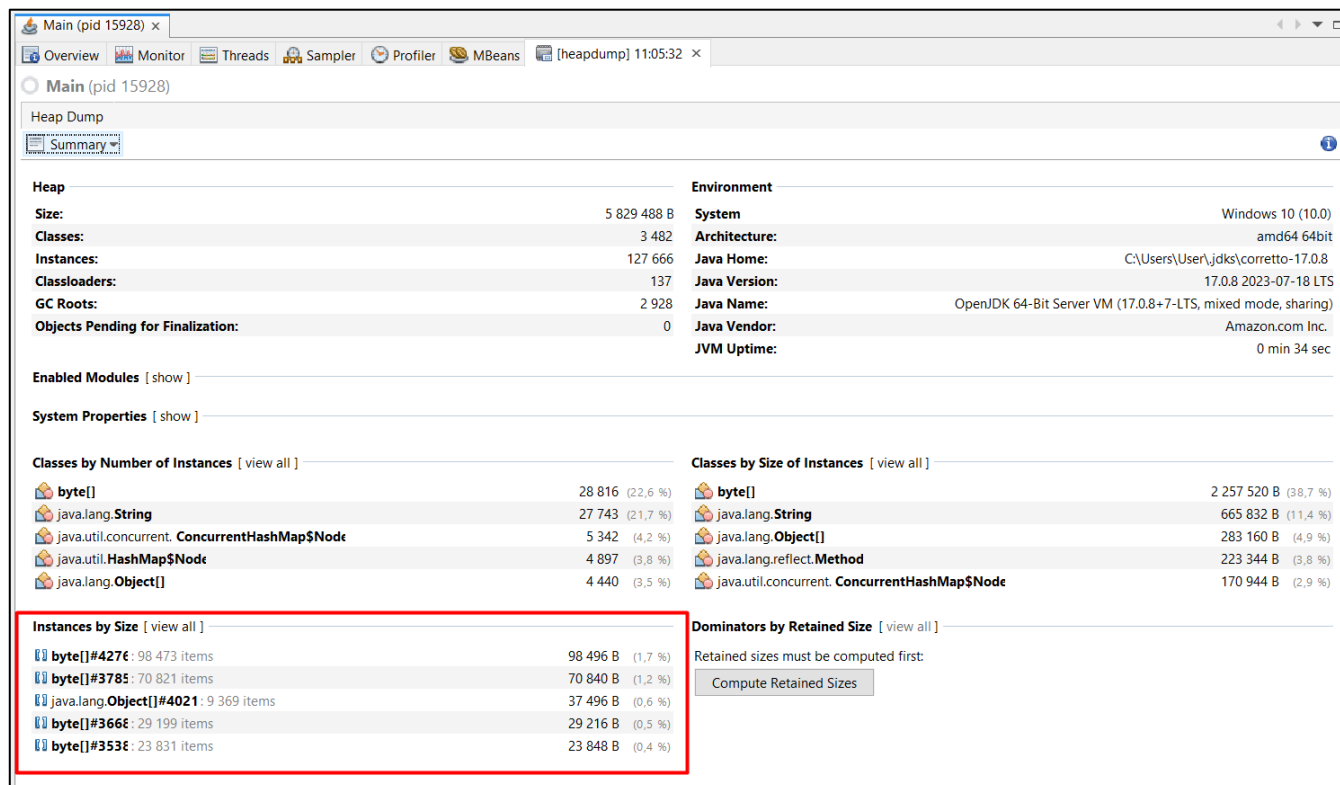 Main (pid 15928) ×
Overview Monitor Threads Sampler Profiler MBeans [heapdump] 11:05:32 ×
Main (pid 15928)
Heap Dump
Summary
Heap
Size: 5 829 488 B
Classes: 3 482
Instances: 127 666
Classloaders: 137
GC Roots: 2 928
Objects Pending for Finalization: 0
Environment
System Windows 10 (10.0)
Architecture: amd64 64bit
Java Home: C:\Users\User\.jdks\corretto-17.0.8
Java Version: 17.0.8 2023-07-18 LTS
Java Name: OpenJDK 64-Bit Server VM (17.0.8+7-LTS, mixed mode, sharing)
Java Vendor: Amazon.com Inc.
JVM Uptime: 0 min 34 sec
Enabled Modules [ show ]
System Properties [ show ]
Classes by Number of Instances [ view all ]
byte[] 28 816 (22,6 %)
java.lang.String 27 743 (21,7 %)
java.util.concurrent. ConcurrentHashMap$Node 5 342 (4,2 %)
java.util.HashMap$Node 4 897 (3,8 %)
java.lang.Object[] 4 440 (3,5 %)
Classes by Size of Instances [ view all ]
byte[] 2 257 520 B (38,7 %)
java.lang.String 665 832 B (11,4 %)
java.lang.Object[] 283 160 B (4,9 %)
java.lang.reflect.Method 223 344 B (3,8 %)
java.util.concurrent. ConcurrentHashMap$Node 170 944 B (2,9 %)
Instances by Size [ view all ]
byte[]#4276 : 98 473 items 98 496 B (1,7 %)
byte[]#3785 : 70 821 items 70 840 B (1,2 %)
java.lang.Object[]#4021 : 9 369 items 37 496 B (0,6 %)
byte[]#3668 : 29 199 items 29 216 B (0,5 %)
byte[]#3538 : 23 831 items 23 848 B (0,4 %)
Dominators by Retained Size [ view all ]
Retained sizes must be computed first:
Compute Retained Sizes